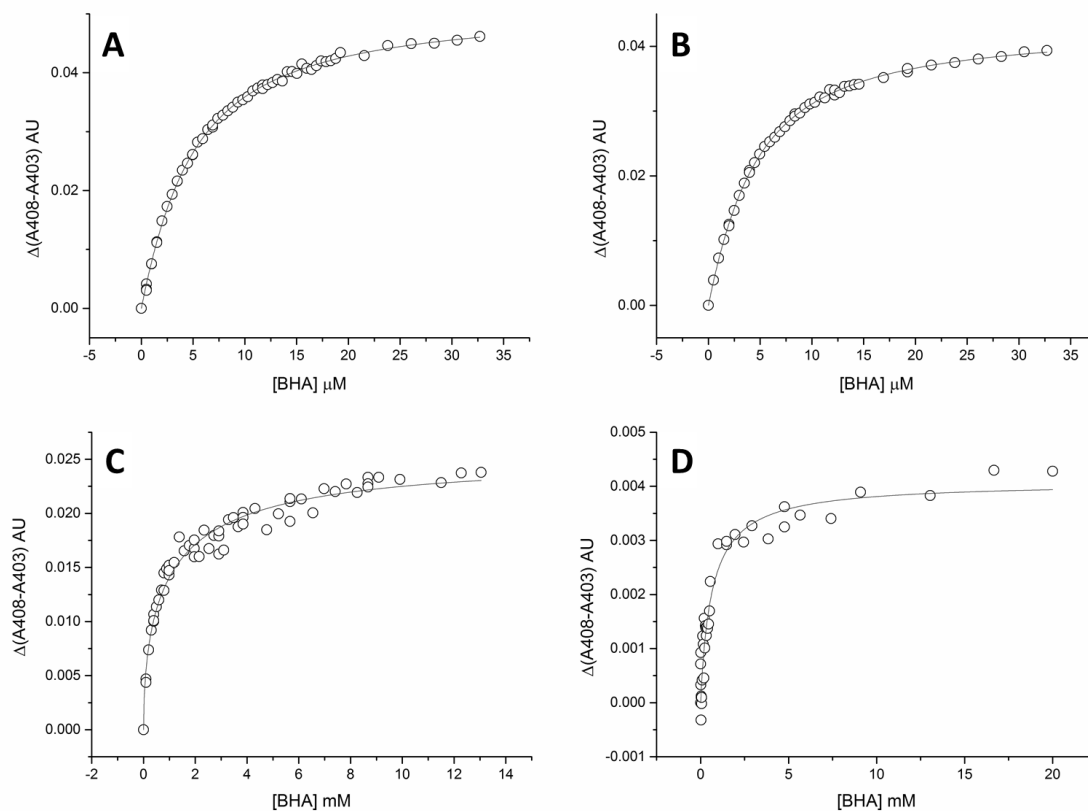 A
Δ(A408-A403) AU
0.04
0.02
0.00
-5 0 5 10 15 20 25 30 35
[BHA] μM
B
Δ(A408-A403) AU
0.04
0.02
0.00
-5 0 5 10 15 20 25 30 35
[BHA] μM
C
Δ(A408-A403) AU
0.025
0.020
0.015
0.010
0.005
0.000
-2 0 2 4 6 8 10 12 14
[BHA] mM
D
Δ(A408-A403) AU
0.005
0.004
0.003
0.002
0.001
0.000
-0.001
0 5 10 15 20
[BHA] mM